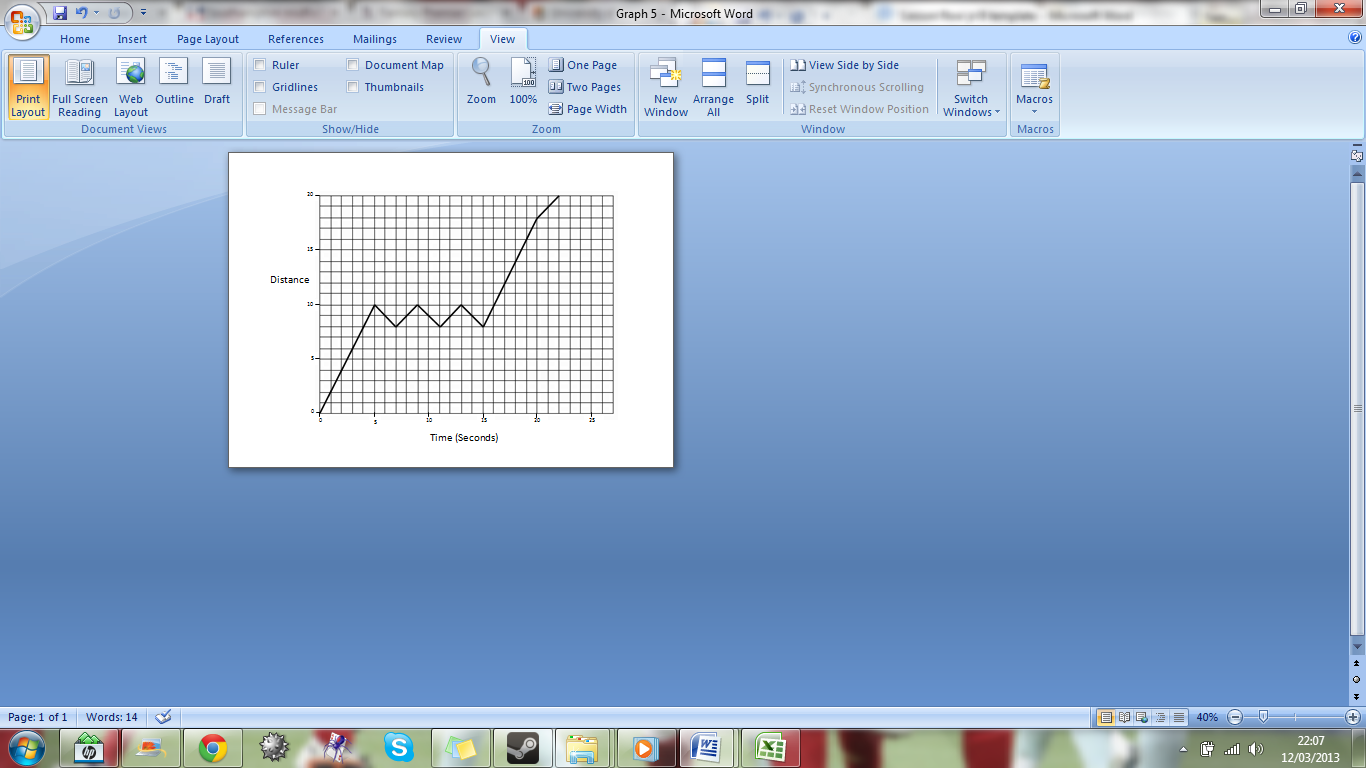 Graph 5 - Microsoft Word
Home Insert Page Layout References Mailings Review View
Ruler Document Map One Page View Side by Side
Gridlines Thumbnails Two Pages Synchronous Scrolling
Message Bar Page Width Reset Window Position
Print Layout Full Screen Reading Web Layout Outline Draft Zoom 100% New Window Arrange All Split Switch Windows Macros
Document Views Show/Hide Zoom Window Macros
20
15
Distance
10
5
0
0 5 10 15 20 25
Time (Seconds)
Page: 1 of 1 Words: 14 40%
hp
22:07
12/03/2013